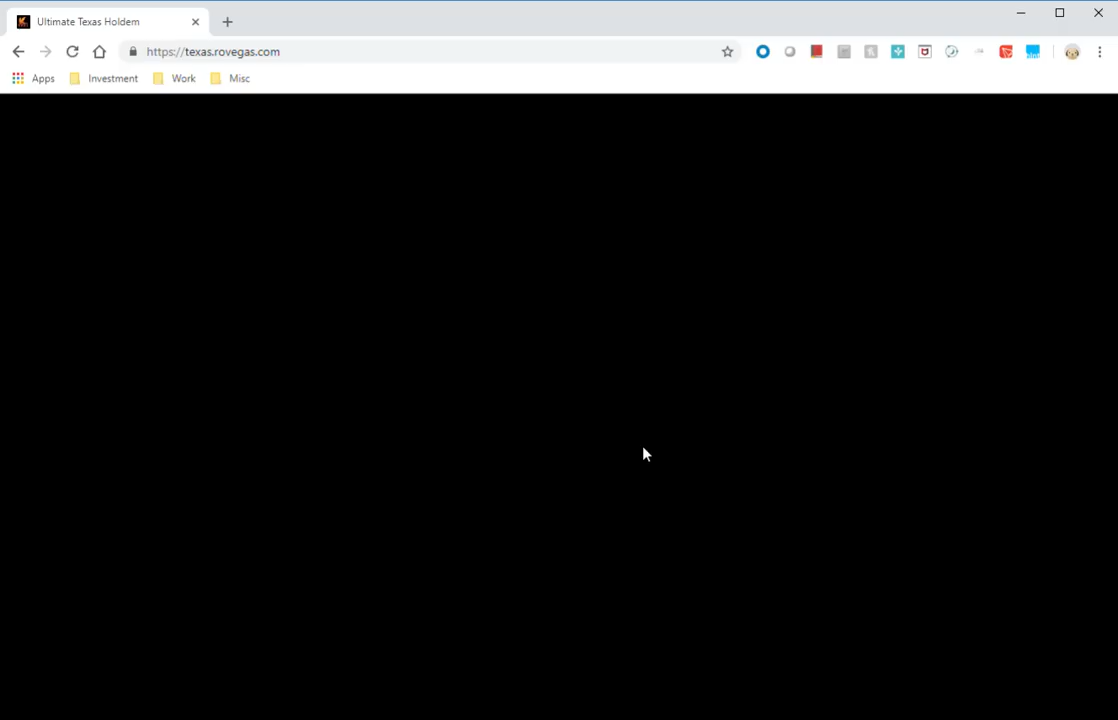 Ultimate Texas Holdem
https://texas.rovegas.com
Apps Investment Work Misc